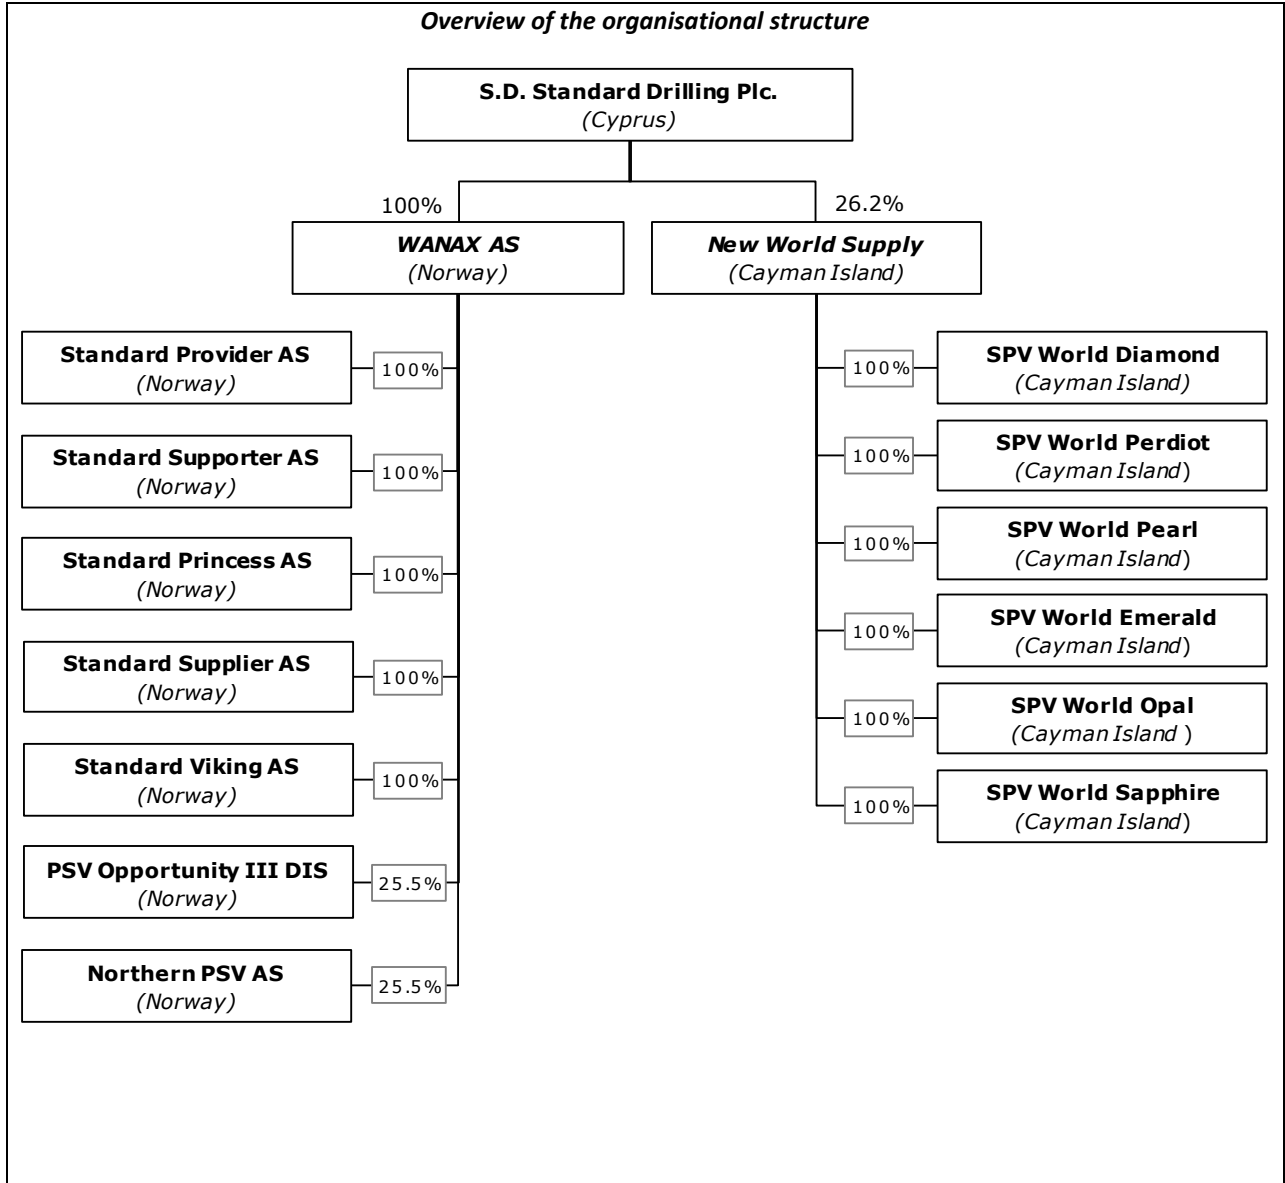 Overview of the organisational structure
S.D. Standard Drilling Plc.
(Cyprus)
100%
26.2%
WANAX AS
(Norway)
New World Supply
(Cayman Island)
Standard Provider AS
(Norway)
100%
Standard Supporter AS
(Norway)
100%
Standard Princess AS
(Norway)
100%
Standard Supplier AS
(Norway)
100%
Standard Viking AS
(Norway)
100%
PSV Opportunity III DIS
(Norway)
25.5%
Northern PSV AS
(Norway)
25.5%
100%
SPV World Diamond
(Cayman Island)
100%
SPV World Perdiot
(Cayman Island)
100%
SPV World Pearl
(Cayman Island)
100%
SPV World Emerald
(Cayman Island)
100%
SPV World Opal
(Cayman Island )
100%
SPV World Sapphire
(Cayman Island)